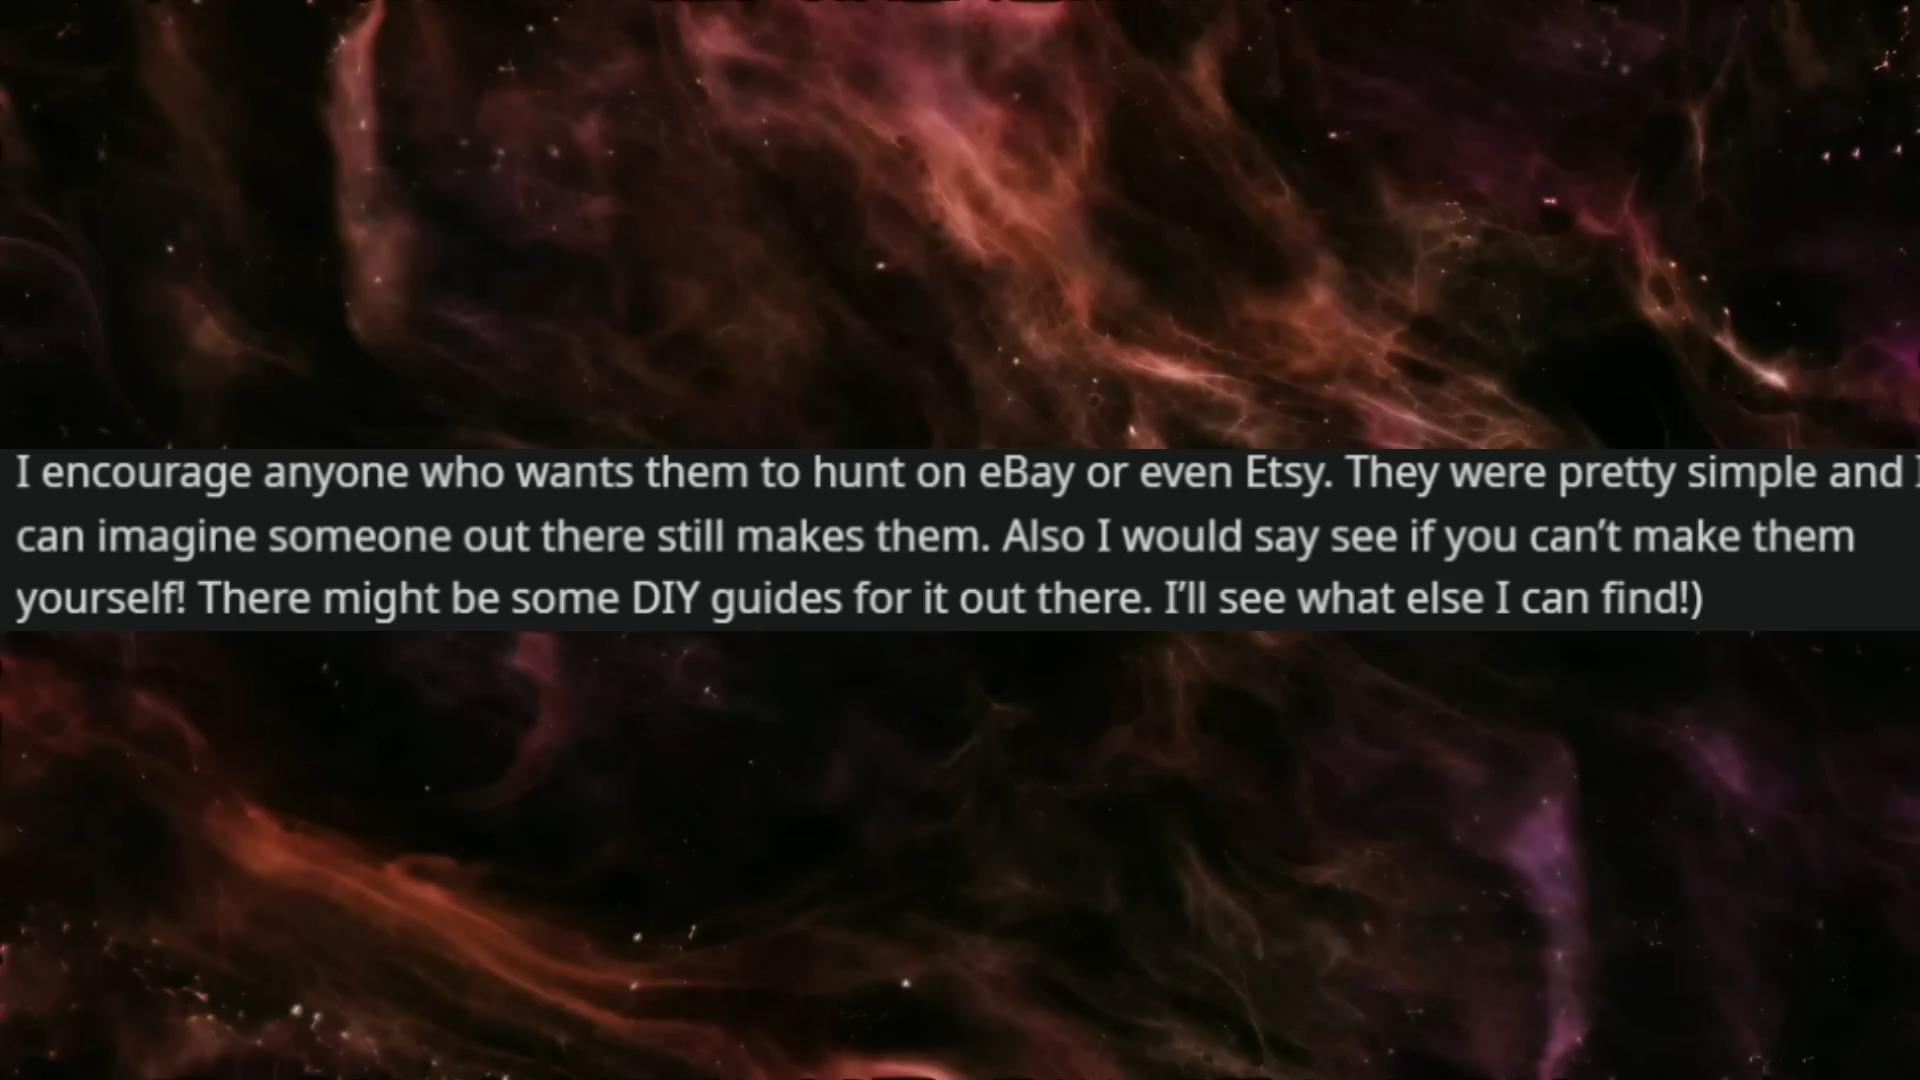 I encourage anyone who wants them to hunt on eBay or even Etsy. They were pretty simple and I
can imagine someone out there still makes them. Also I would say see if you can’t make them
yourself! There might be some DIY guides for it out there. I’ll see what else I can find!)